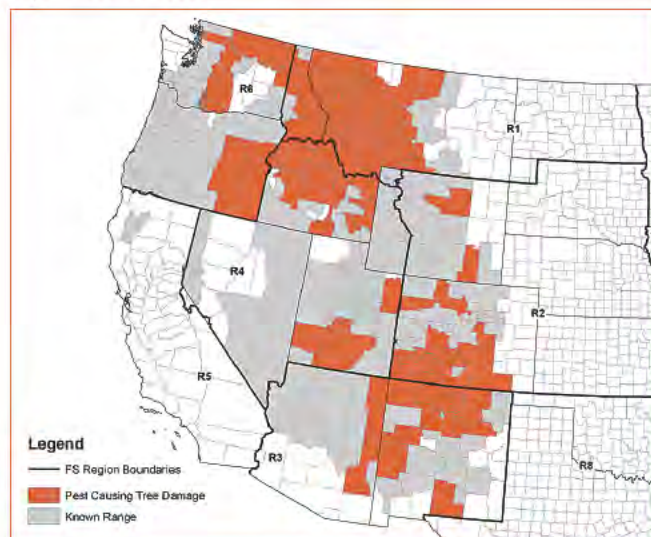 R6
R1
R4
R2
R5
Legend
R3
R8
FS Region Boundaries
Pest Causing Tree Damage
Known Range